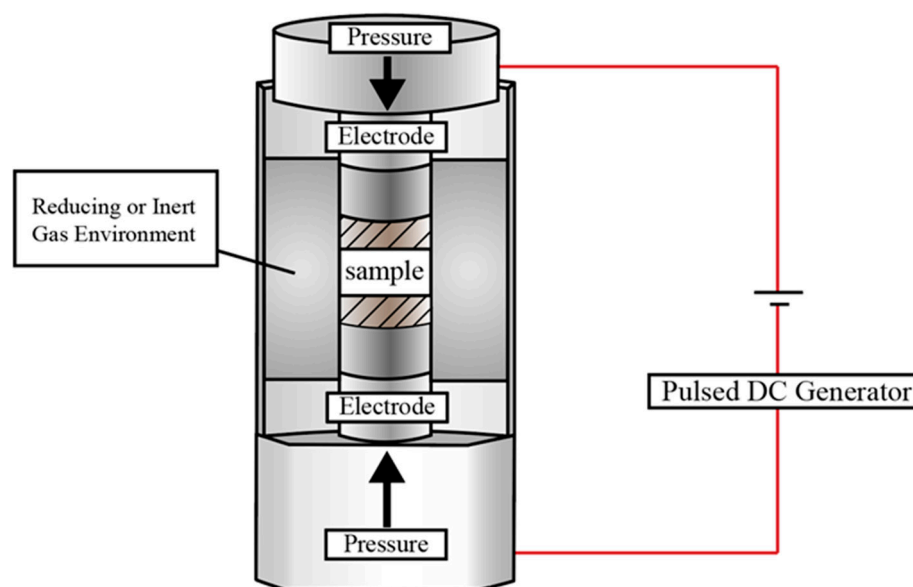 Pressure
Electrode
Reducing or Inert
Gas Environment
sample
Pulsed DC Generator
Electrode
Pressure